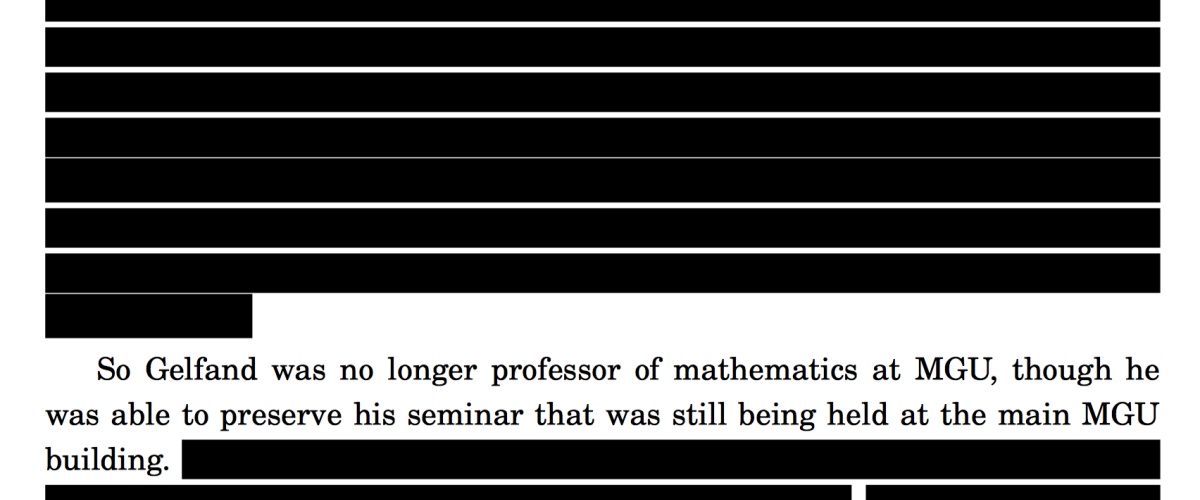 So Gelfand was no longer professor of mathematics at MGU, though he
was able to preserve his seminar that was still being held at the main MGU
building.